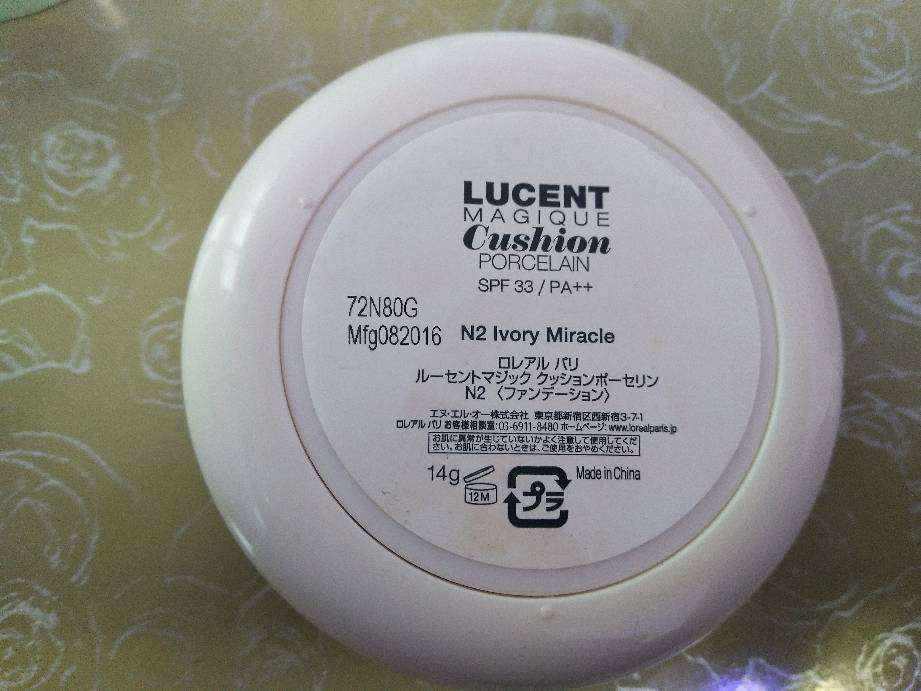 LUCENT
MAGIQUE
Cushion
PORCELAIN
SPF 33 / PA++
72N80G
Mfg082016
N2 Ivory Miracle
ロレアル パリ
ルーセントマジック クッションポーセリン
N2 〈ファンデーション〉
エヌ・エル・オー株式会社 東京都新宿区西新宿3-7-1
ロレアル パリ お客様相談室:03-6911-8480 ホームページ: www.lorealparis.jp
お肌に異常が生じていないかよく注意して使用してくだ
さい。お肌に合わないときは、ご使用をおやめください。
14g
12M
プラ
Made in China